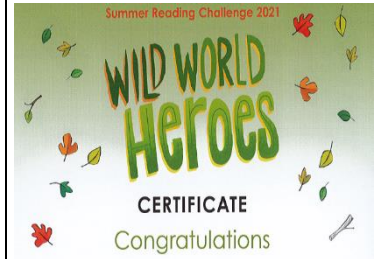 Summer Reading Challenge 2021
WILD WORLD
Heroes
CERTIFICATE
Congratulations